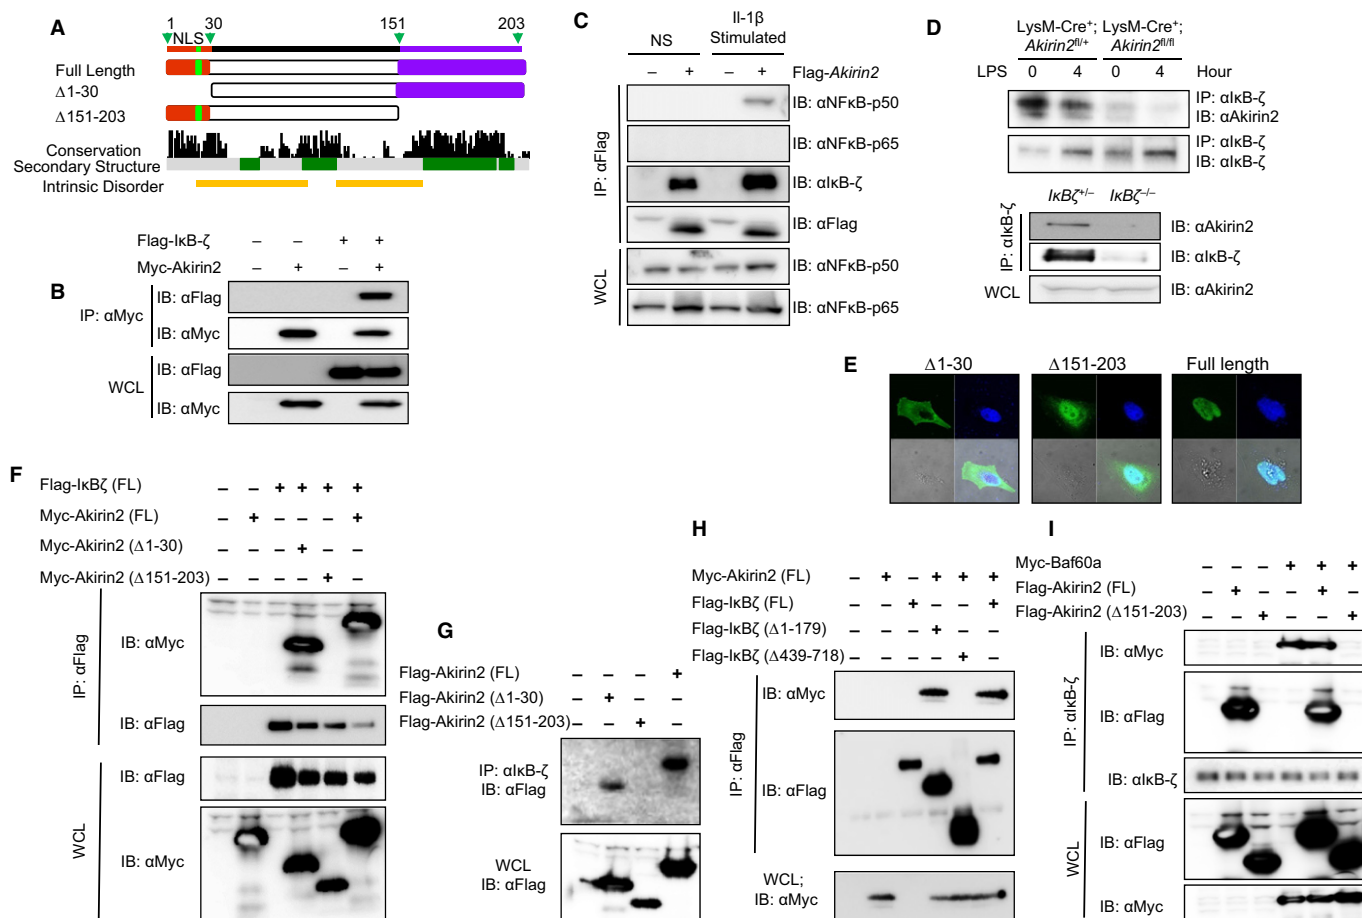 A
1 30 151 203
NLS
Full Length
Δ1-30
Δ151-203
Conservation
Secondary Structure
Intrinsic Disorder
B
Flag-IκB-ζ – – + +
Myc-Akirin2 – + – +
IP: αMyc
IB: αFlag
IB: αMyc
WCL
IB: αFlag
IB: αMyc
C
NS
Il-1β
Stimulated
– + – + Flag-Akirin2
IP: αFlag
IB: αNFκB-p50
IB: αNFκB-p65
IB: αIκB-ζ
IB: αFlag
WCL
IB: αNFκB-p50
IB: αNFκB-p65
D
LysM-Cre+; LysM-Cre+;
Akirin2fl/+ Akirin2fl/fl
LPS 0 4 0 4 Hour
IP: αIκB-ζ
IB: αAkirin2
IP: αIκB-ζ
IB: αIκB-ζ
IκBζ+/– IκBζ–/–
IP: αIκB-ζ
IB: αAkirin2
IB: αIκB-ζ
WCL IB: αAkirin2
E
Δ1-30 Δ151-203 Full length
F
Flag-IκBζ (FL) – – + + + +
Myc-Akirin2 (FL) – + – – – +
Myc-Akirin2 (Δ1-30) – – – + – –
Myc-Akirin2 (Δ151-203) – – – – + –
IP: αFlag
IB: αMyc
IB: αFlag
WCL
IB: αFlag
IB: αMyc
G
Flag-Akirin2 (FL) – – – +
Flag-Akirin2 (Δ1-30) – + – –
Flag-Akirin2 (Δ151-203) – – + –
IP: αIκB-ζ
IB: αFlag
WCL
IB: αFlag
H
Myc-Akirin2 (FL) – + – + + +
Flag-IκBζ (FL) – – + – – +
Flag-IκBζ (Δ1-179) – – – + – –
Flag-IκBζ (Δ439-718) – – – – + –
IP: αFlag
IB: αMyc
IB: αFlag
WCL;
IB: αMyc
I
Myc-Baf60a – – – + + +
Flag-Akirin2 (FL) – + – – + –
Flag-Akirin2 (Δ151-203) – – + – – +
IP: αIκB-ζ
IB: αMyc
IB: αFlag
IB: αIκB-ζ
WCL
IB: αFlag
IB: αMyc